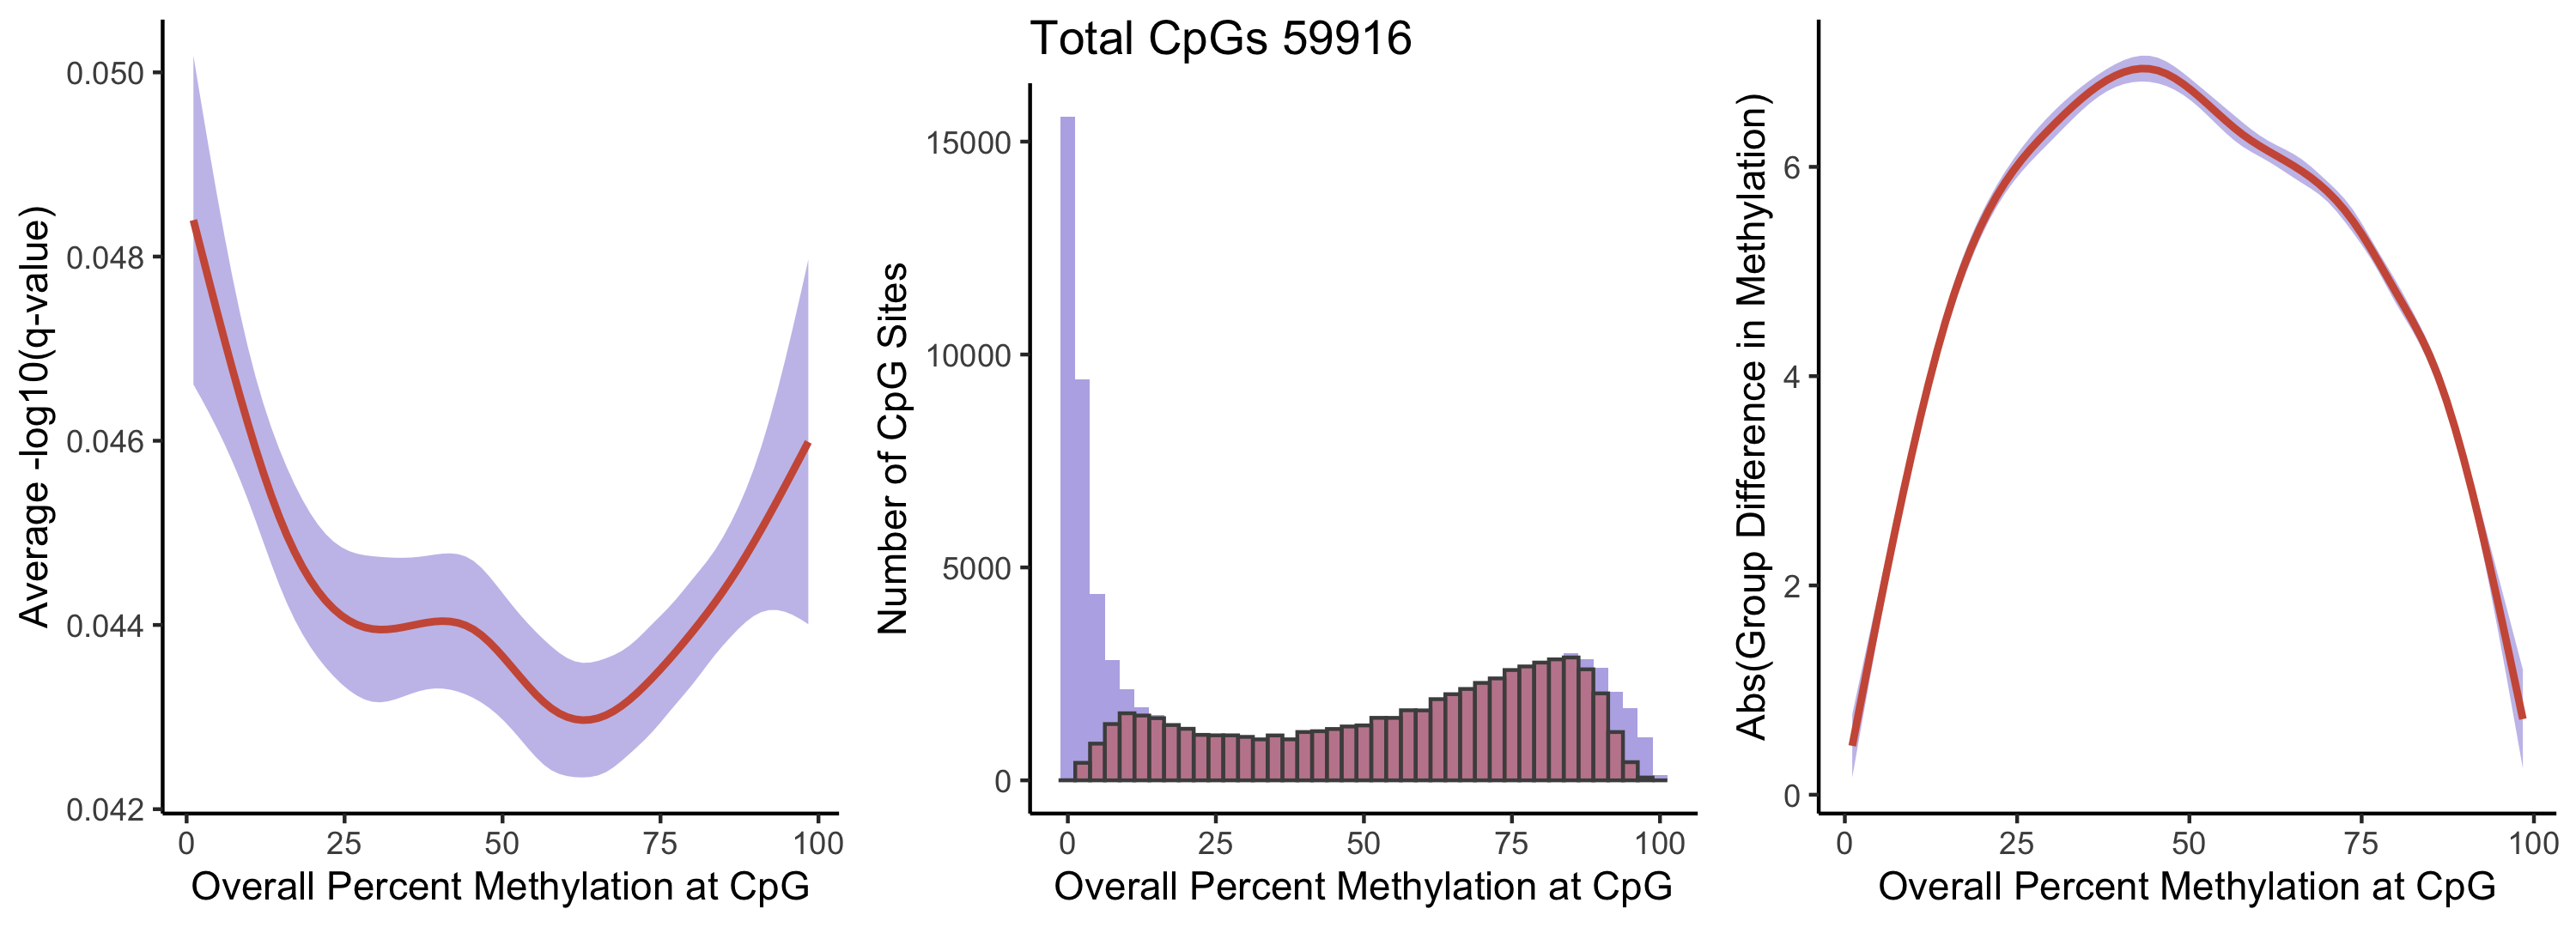 Average -log10(q-value)
0.050
0.048
0.046
0.044
0.042
0 25 50 75 100
Overall Percent Methylation at CpG
Total CpGs 59916
Number of CpG Sites
15000
10000
5000
0
0 25 50 75 100
Overall Percent Methylation at CpG
Abs(Group Difference in Methylation)
6
4
2
0
0 25 50 75 100
Overall Percent Methylation at CpG